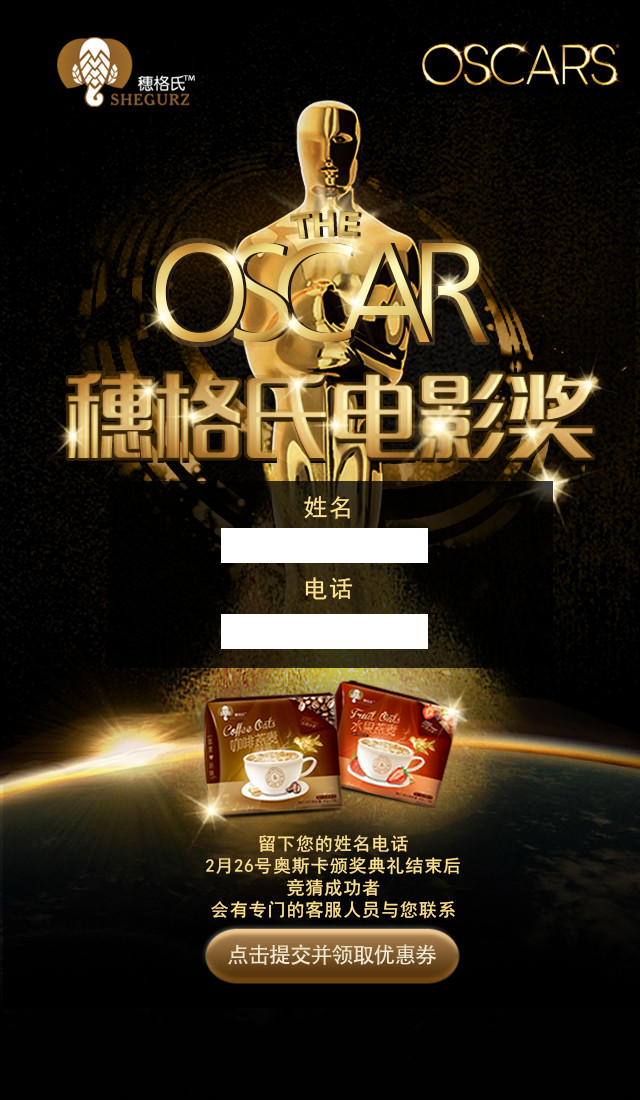 穗格氏™
SHEGURZ
OSCARS
THE
OSCAR
穗格氏电影奖
姓名
电话
Coffee Oats
咖啡燕麦
Fruit Oats
水果燕麦
留下您的姓名电话
2月26号奥斯卡颁奖典礼结束后
竞猜成功者
会有专门的客服人员与您联系
点击提交并领取优惠券